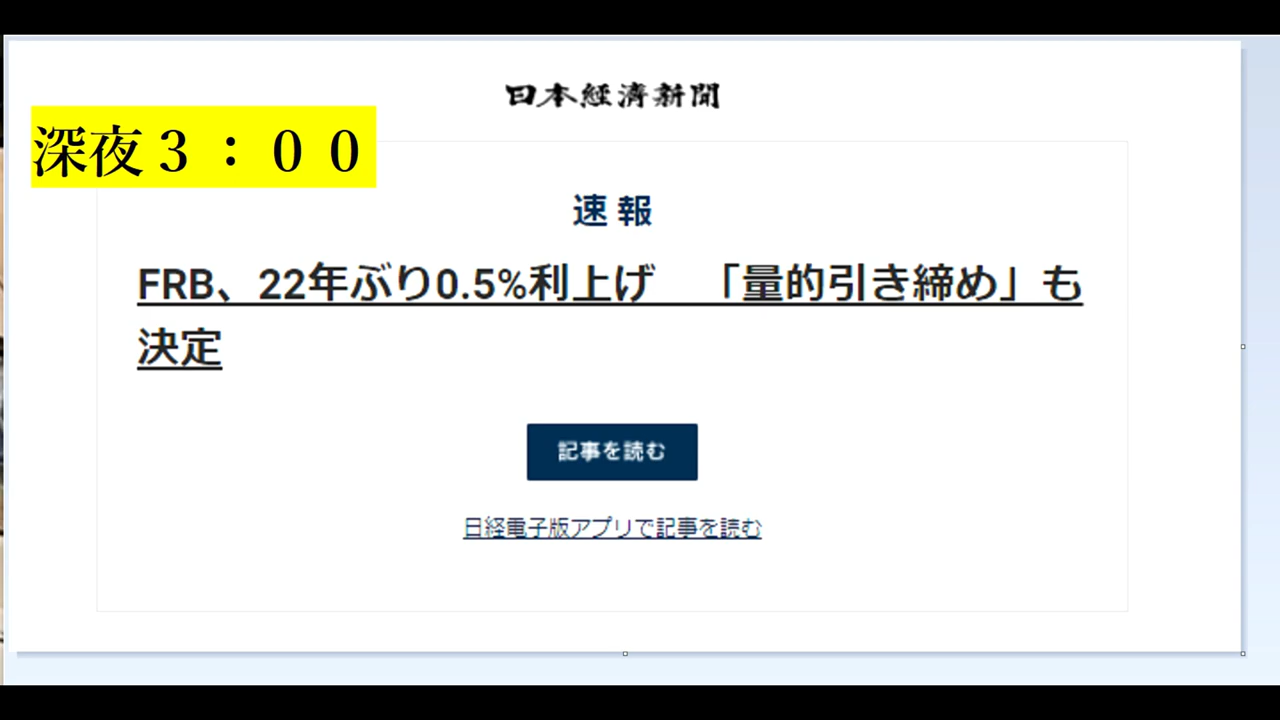 日本経済新聞
深夜３：００
速報
FRB、22年ぶり0.5%利上げ　「量的引き締め」も
決定
記事を読む
日経電子版アプリで記事を読む